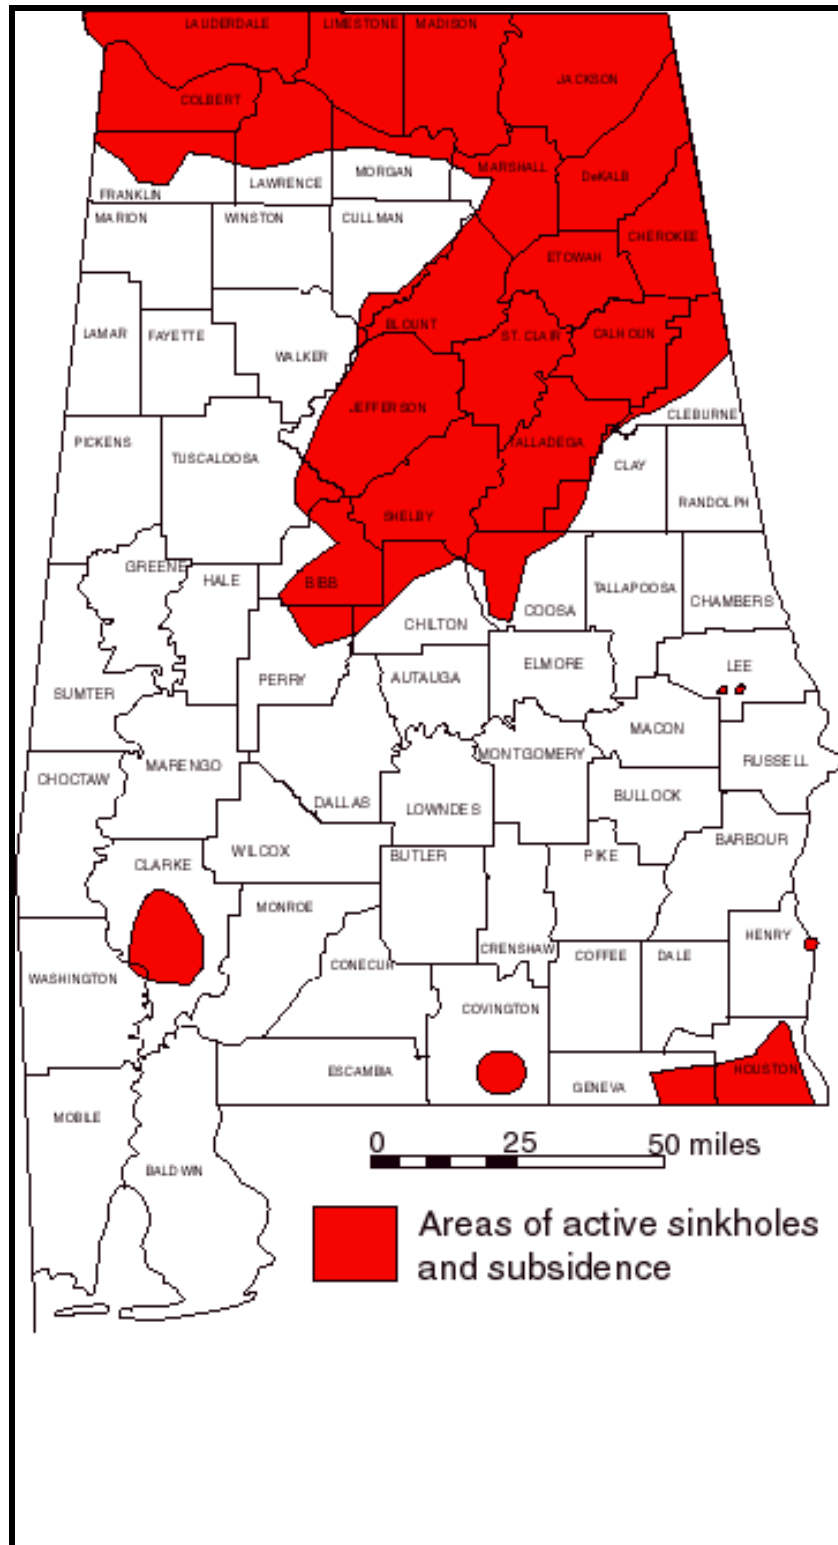 LAUDERDALE
LIMESTONE
MADISON
JACKSON
COLBERT
MARSHALL
DeKALB
FRANKLIN
LAWRENCE
MORGAN
MARION
WINSTON
CULLMAN
CHEROKEE
ETOWAH
LAMAR
FAYETTE
WALKER
BLOUNT
ST. CLAIR
CALHOUN
JEFFERSON
CLEBURNE
PICKENS
TUSCALOOSA
TALLADEGA
CLAY
RANDOLPH
SHELBY
GREENE
HALE
BIBB
TALLAPOOSA
CHAMBERS
CHILTON
COOSA
SUMTER
PERRY
AUTAUGA
ELMORE
LEE
CHOCTAW
MARENGO
MONTGOMERY
MACON
RUSSELL
DALLAS
LOWNDES
BULLOCK
CLARKE
WILCOX
BUTLER
PIKE
BARBOUR
MONROE
CRENSHAW
COFFEE
DALE
HENRY
WASHINGTON
CONECUH
COVINGTON
ESCAMBIA
GENEVA
HOUSTON
MOBILE
BALDWIN
0 25 50 miles
Areas of active sinkholes
and subsidence